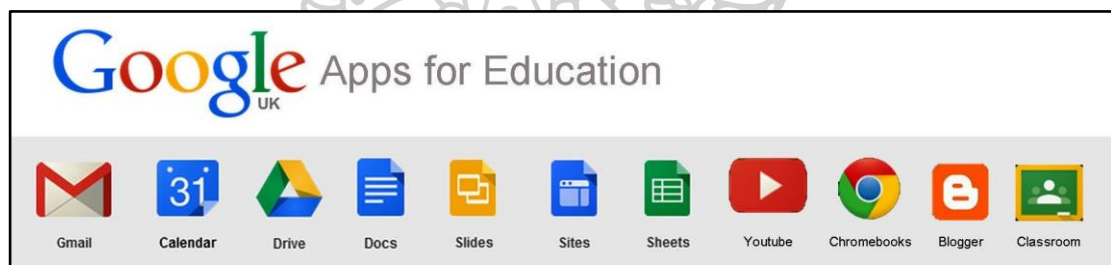 Google Apps for Education
UK
31
Gmail Calendar Drive Docs Slides Sites Sheets Youtube Chromebooks Blogger Classroom